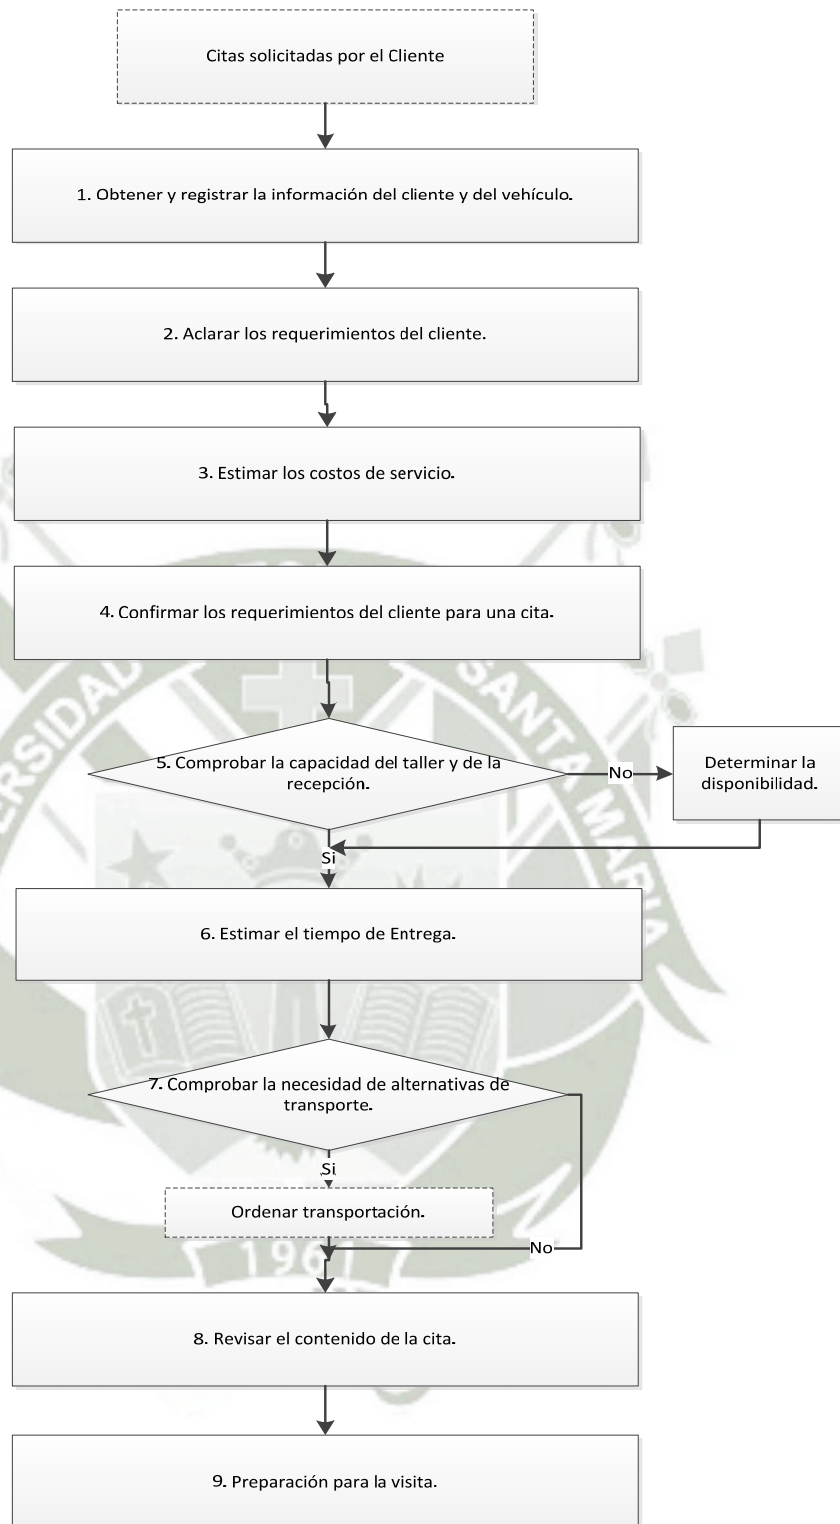 Citas solicitadas por el Cliente
1. Obtener y registrar la información del cliente y del vehículo.
2. Aclarar los requerimientos del cliente.
3. Estimar los costos de servicio.
4. Confirmar los requerimientos del cliente para una cita.
5. Comprobar la capacidad del taller y de la
recepción.
No
Determinar la
disponibilidad.
Si
6. Estimar el tiempo de Entrega.
7. Comprobar la necesidad de alternativas de
transporte.
Si
Ordenar transportación.
No
8. Revisar el contenido de la cita.
9. Preparación para la visita.
SANTA MARIA
1961